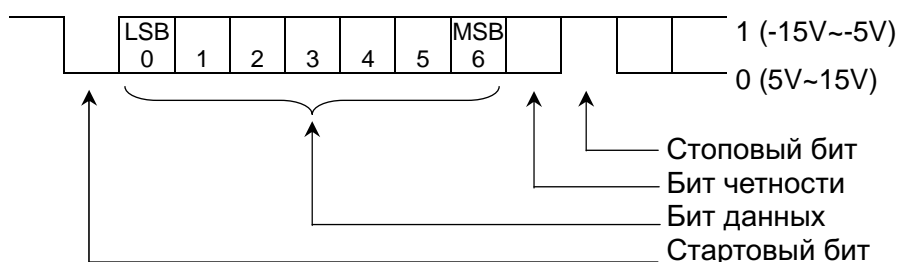 LSB MSB 1 (-15V~-5V)
0 1 2 3 4 5 6
0 (5V~15V)
Стоповый бит
Бит четности
Бит данных
Стартовый бит